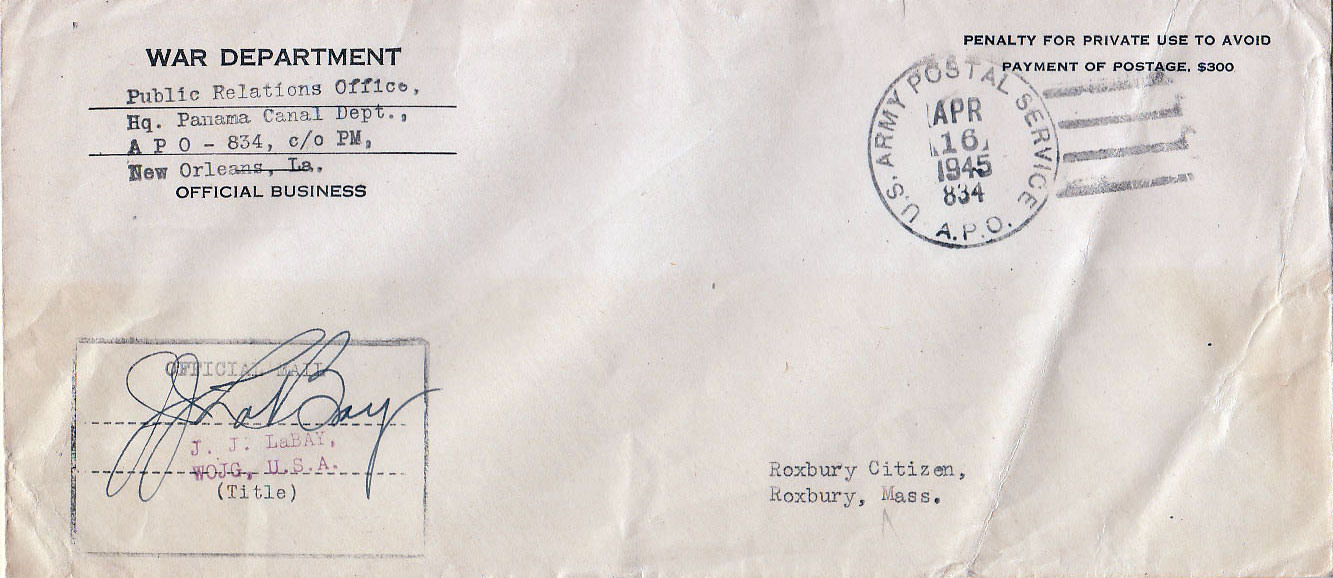 WAR DEPARTMENT
Public Relations Office,
Hq. Panama Canal Dept.,
A P O - 834, c/o PM,
New Orleans, La.
OFFICIAL BUSINESS
PENALTY FOR PRIVATE USE TO AVOID
PAYMENT OF POSTAGE, $300
U.S. ARMY POSTAL SERVICE
APR
16
1945
834
A.P.O.
OFFICIAL MAIL
J J LaBay
J. J. LaBAY,
WOJG, U.S.A.
(Title)
Roxbury Citizen,
Roxbury, Mass.